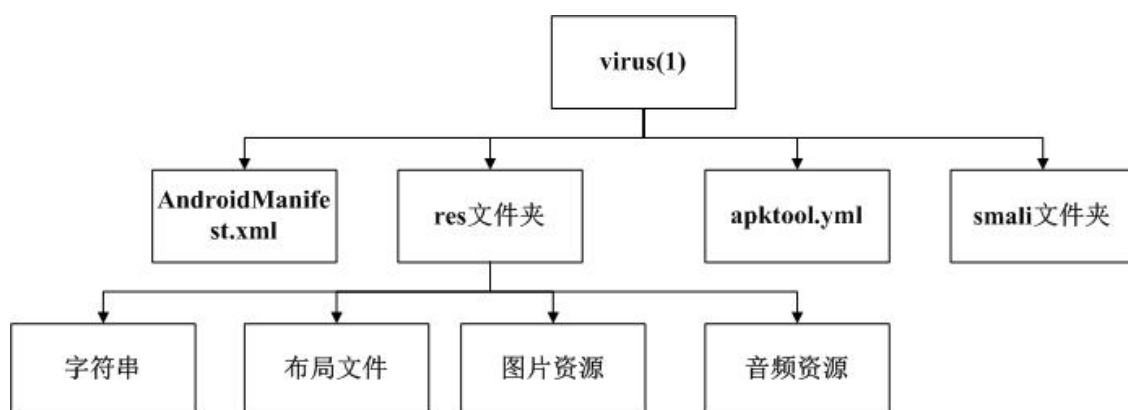 virus(1)
AndroidManife
st.xml
res文件夹
apktool.yml
smali文件夹
字符串
布局文件
图片资源
音频资源